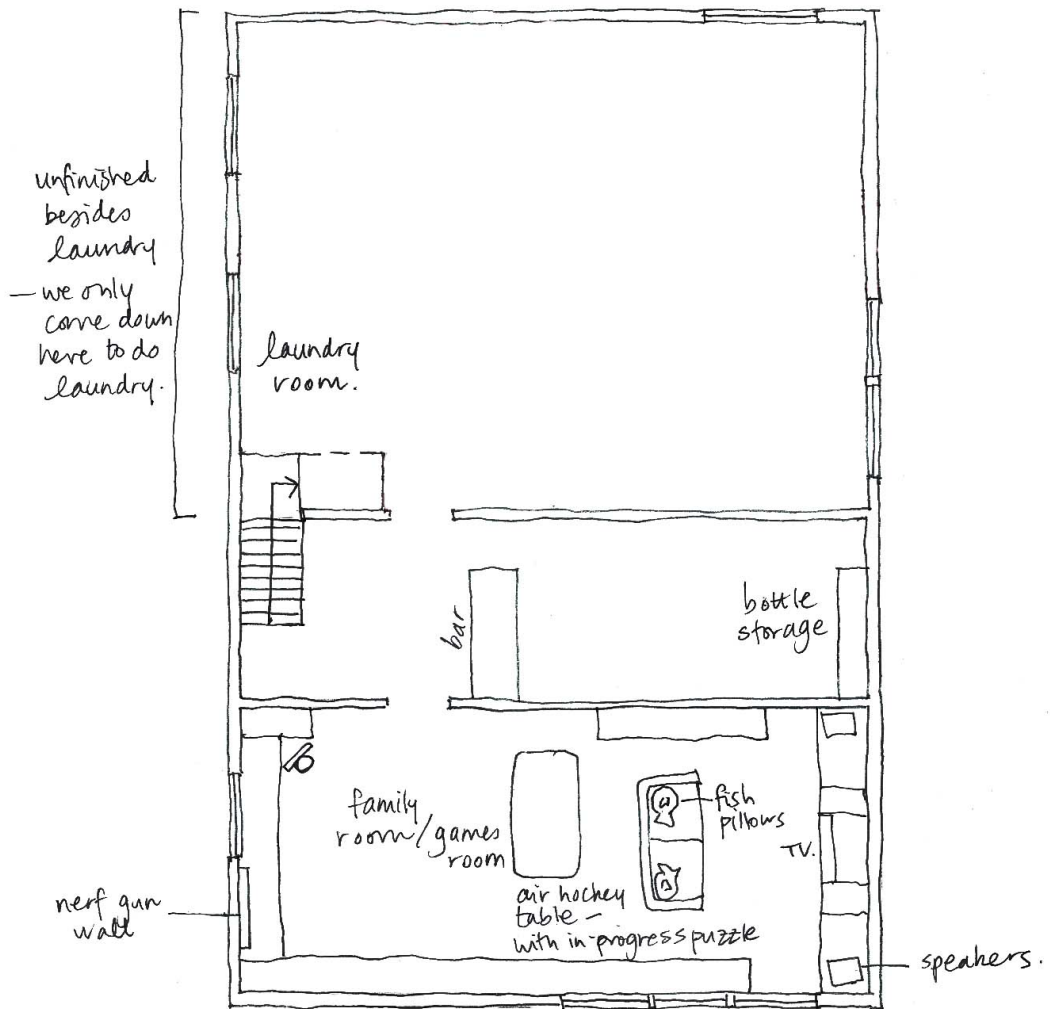 unfinished
besides
laundry
— we only
come down
here to do
laundry.
laundry
room.
bar
bottle
storage
family
room/games
room
fish
pillows
TV.
air hockey
table –
with in-progress puzzle
nerf gun
wall
speakers.